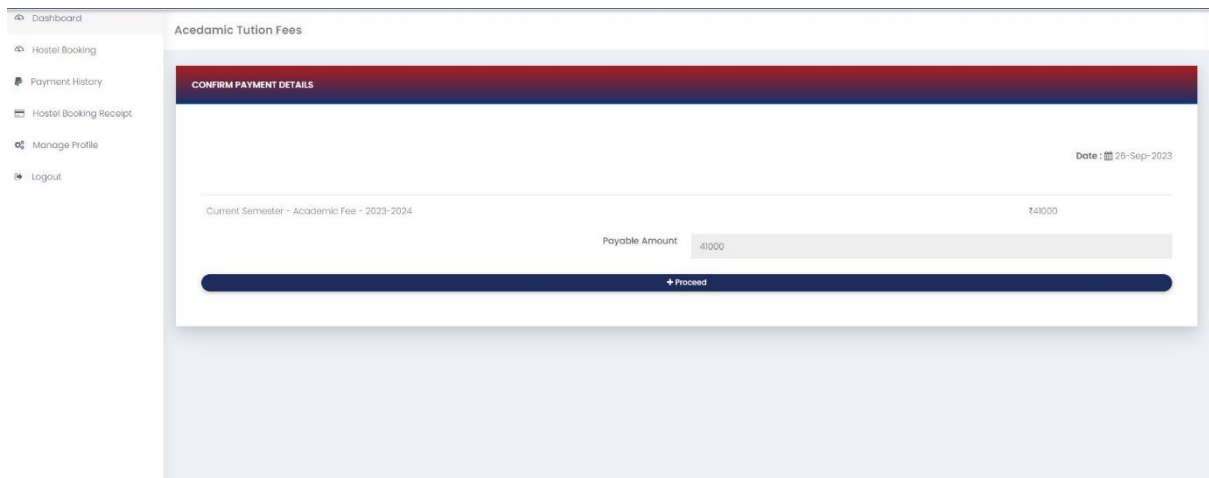 Dashboard
Hostel Booking
Payment History
Hostel Booking Receipt
Manage Profile
Logout
Acedamic Tution Fees
CONFIRM PAYMENT DETAILS
Date : 26-Sep-2023
Current Semester - Academic Fee - 2023-2024 ₹41000
Payable Amount 41000
+ Proceed